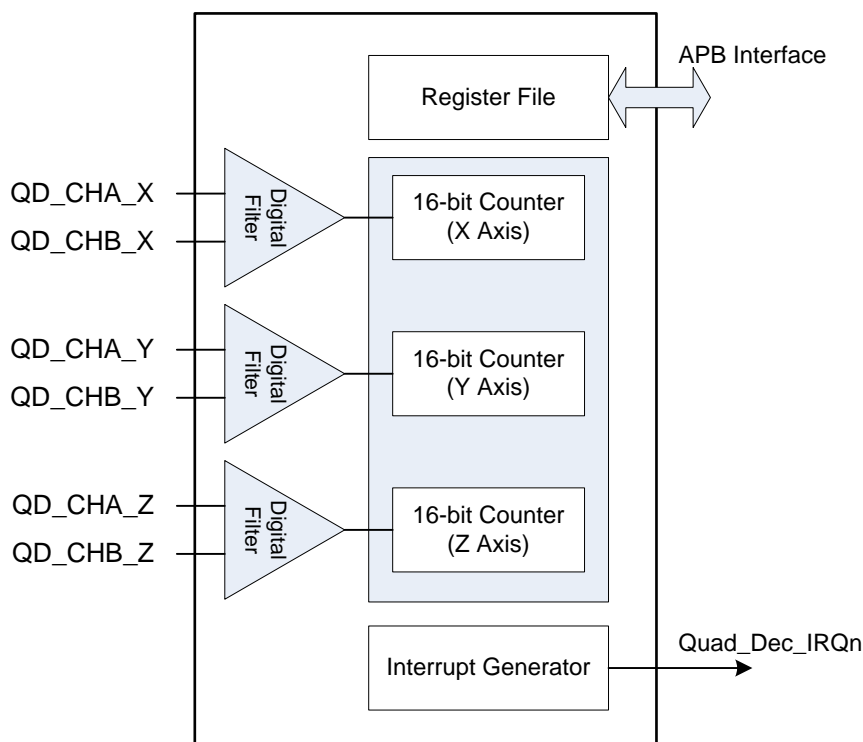 APB Interface
Register File
QD_CHA_X
QD_CHB_X
Digital
Filter
16-bit Counter
(X Axis)
QD_CHA_Y
QD_CHB_Y
Digital
Filter
16-bit Counter
(Y Axis)
QD_CHA_Z
QD_CHB_Z
Digital
Filter
16-bit Counter
(Z Axis)
Interrupt Generator
Quad_Dec_IRQn